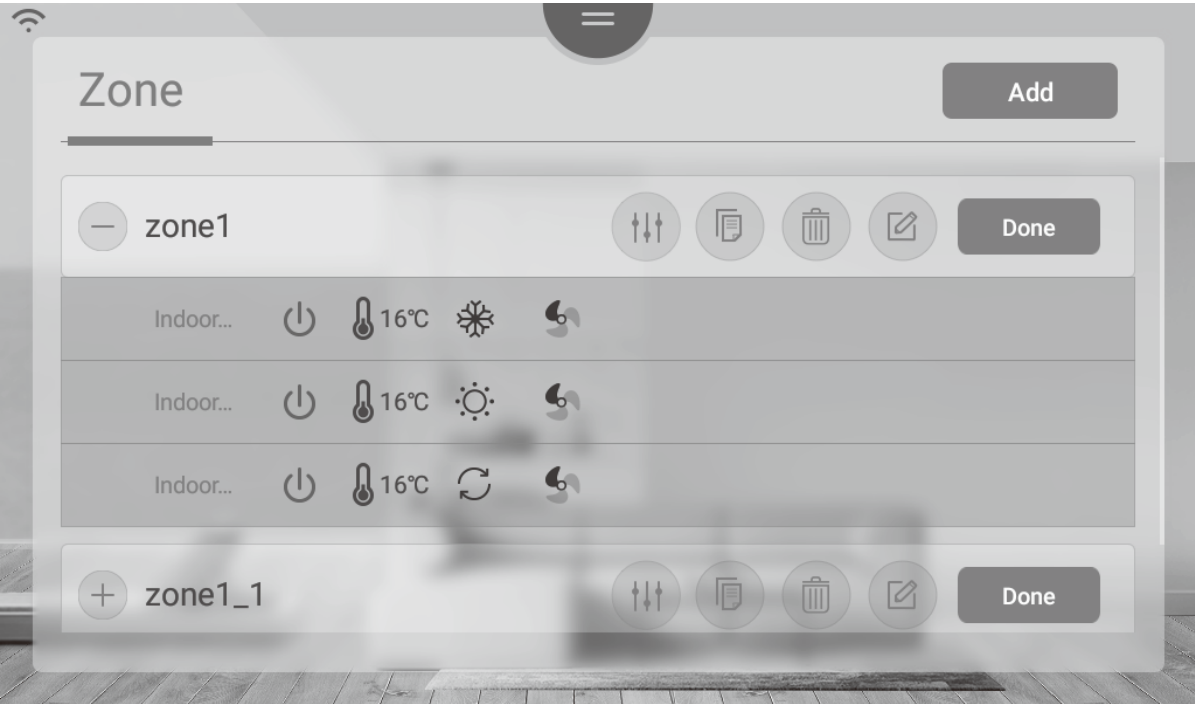 Zone
Add
zone1
Done
Indoor... 16℃
Indoor... 16℃
Indoor... 16℃
zone1_1
Done